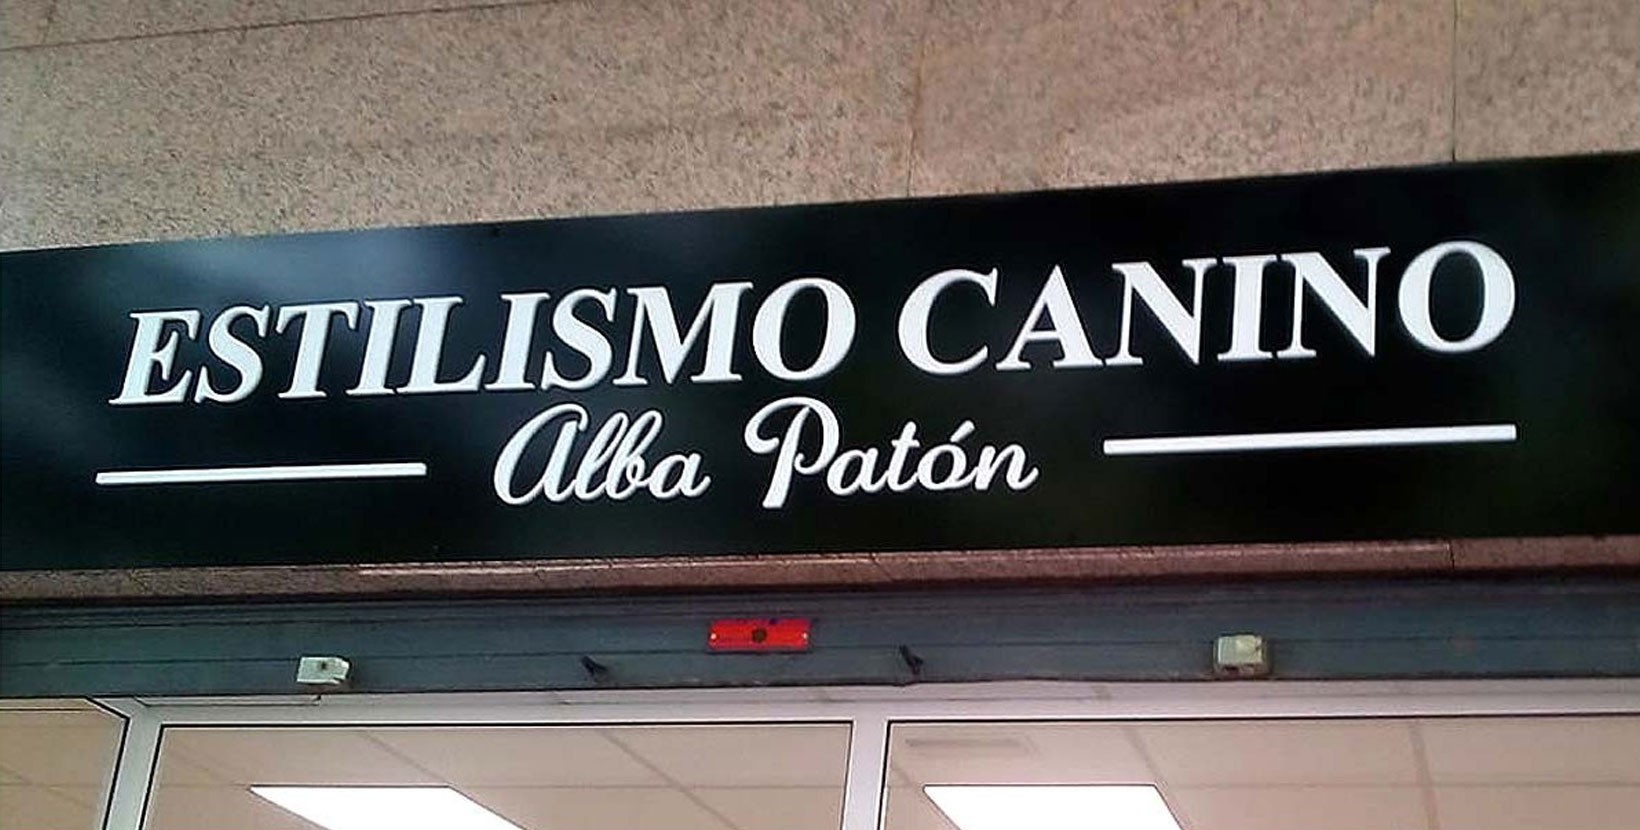 ESTILISMO CANINO
Alba Patón